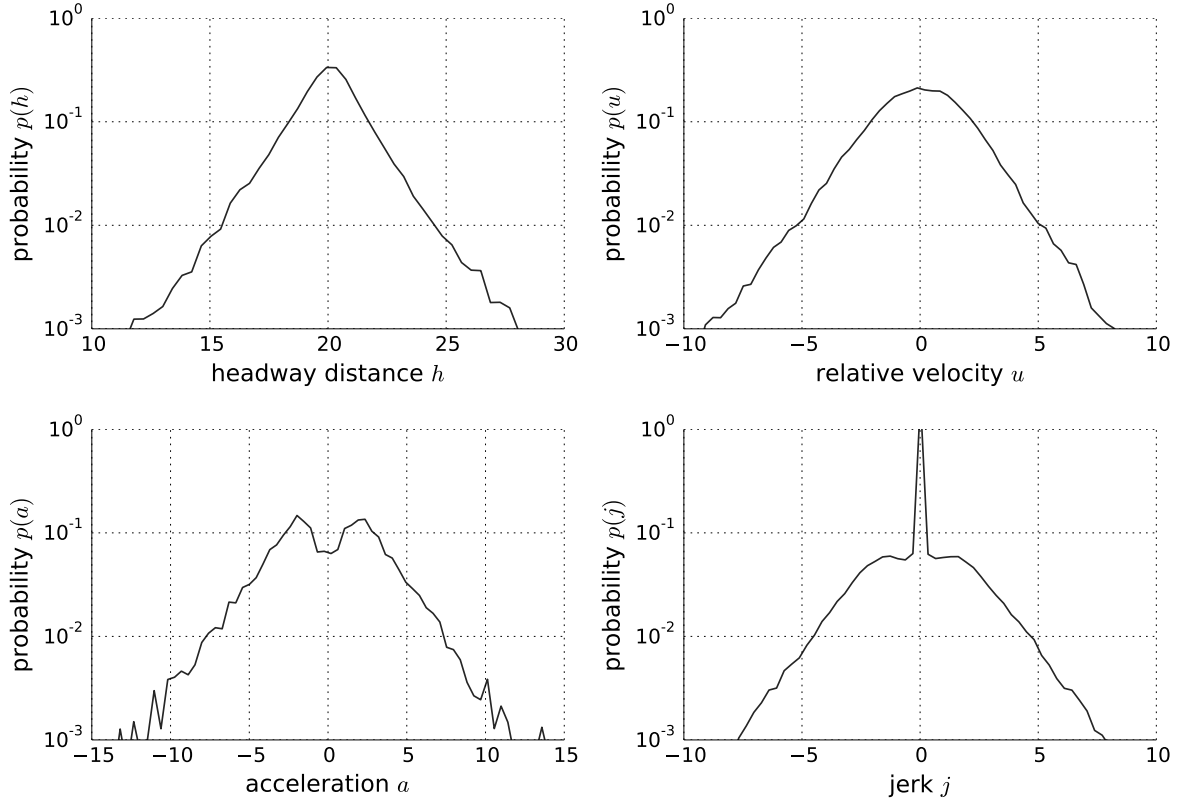 10^0
10^-1
10^-2
10^-3
probability p(h)
10 15 20 25 30
headway distance h
10^0
10^-1
10^-2
10^-3
probability p(u)
−10 −5 0 5 10
relative velocity u
10^0
10^-1
10^-2
10^-3
probability p(a)
−15 −10 −5 0 5 10 15
acceleration a
10^0
10^-1
10^-2
10^-3
probability p(j)
−10 −5 0 5 10
jerk j